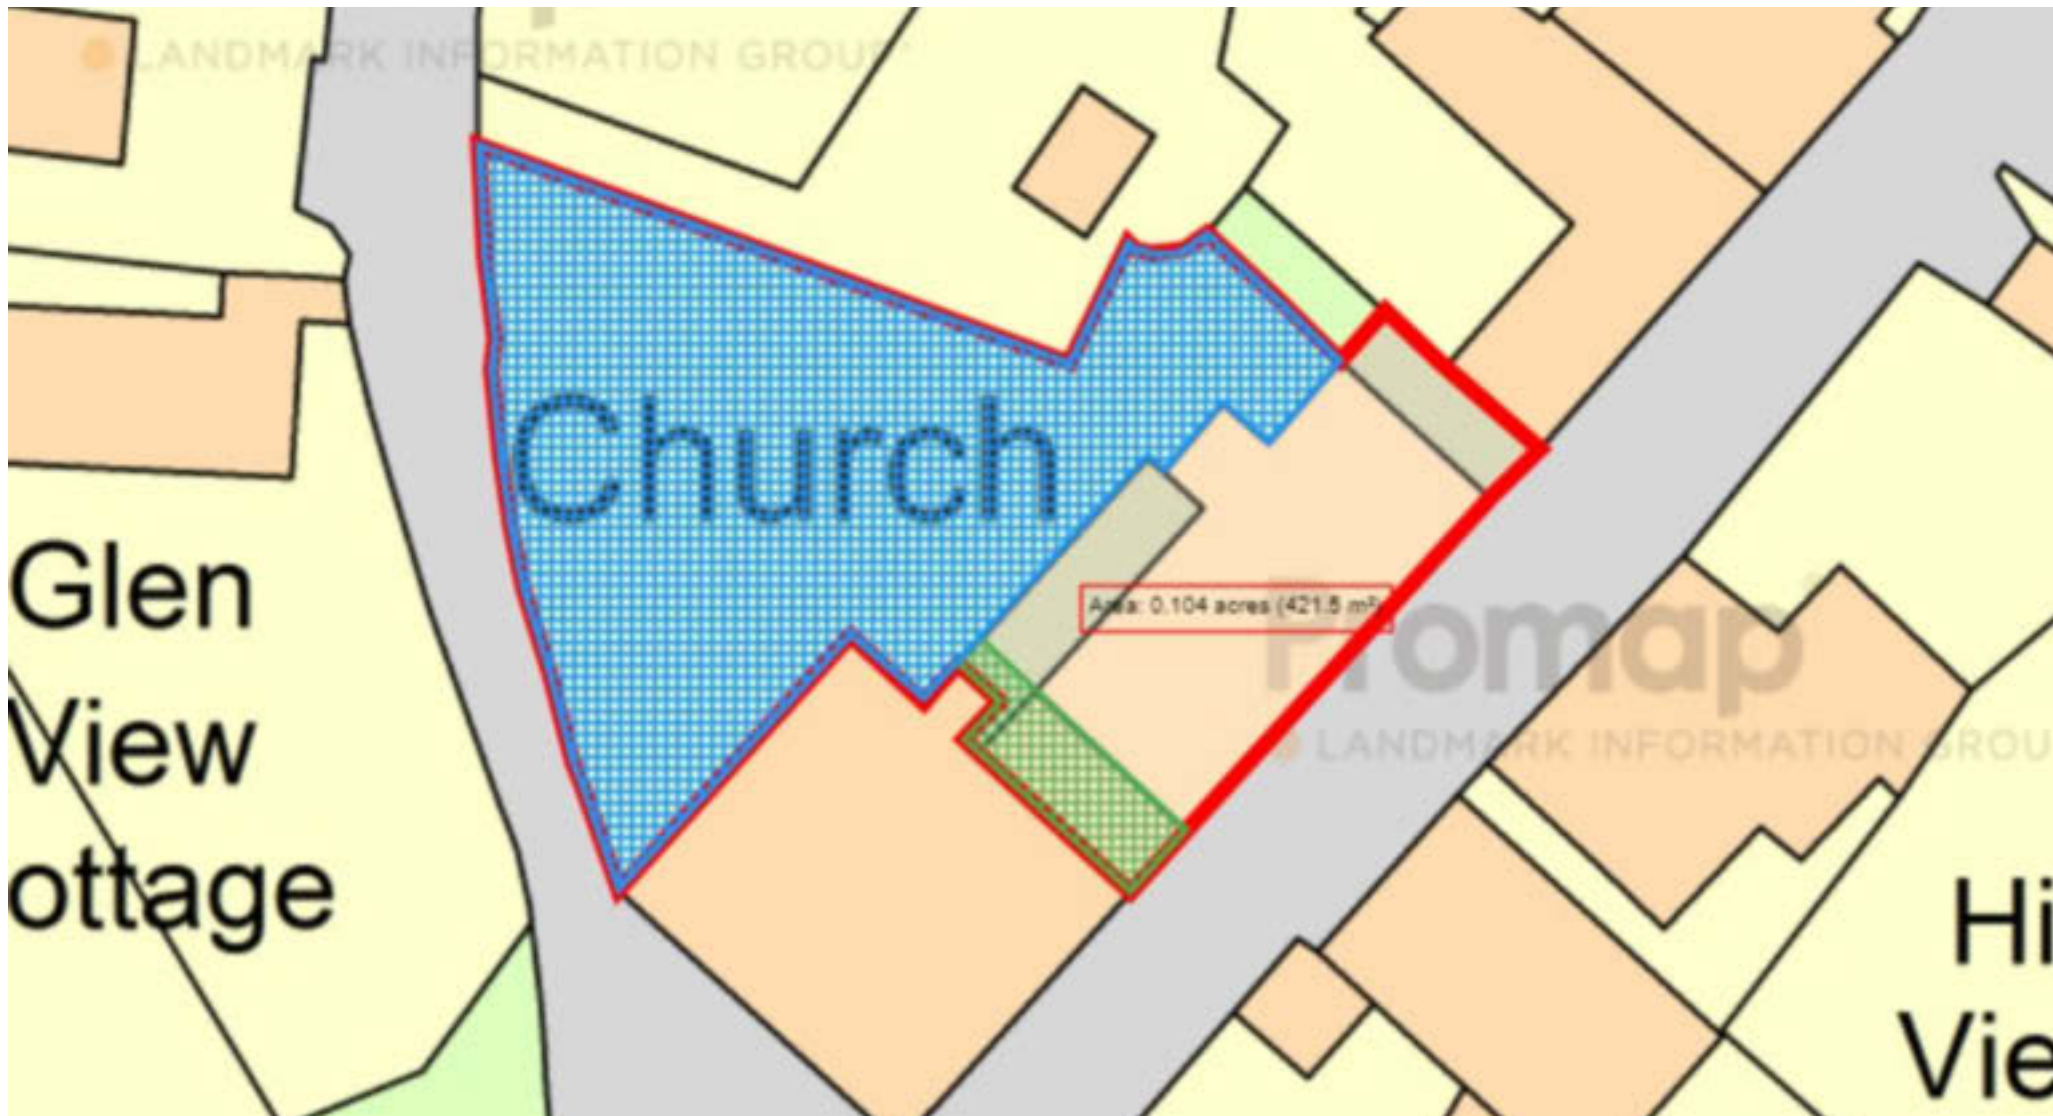 LANDMARK INFORMATION GROUP
Church
Glen
View
ottage
Area: 0.104 acres (421.5 m²)
Promap
LANDMARK INFORMATION GROU
Hi
Vie